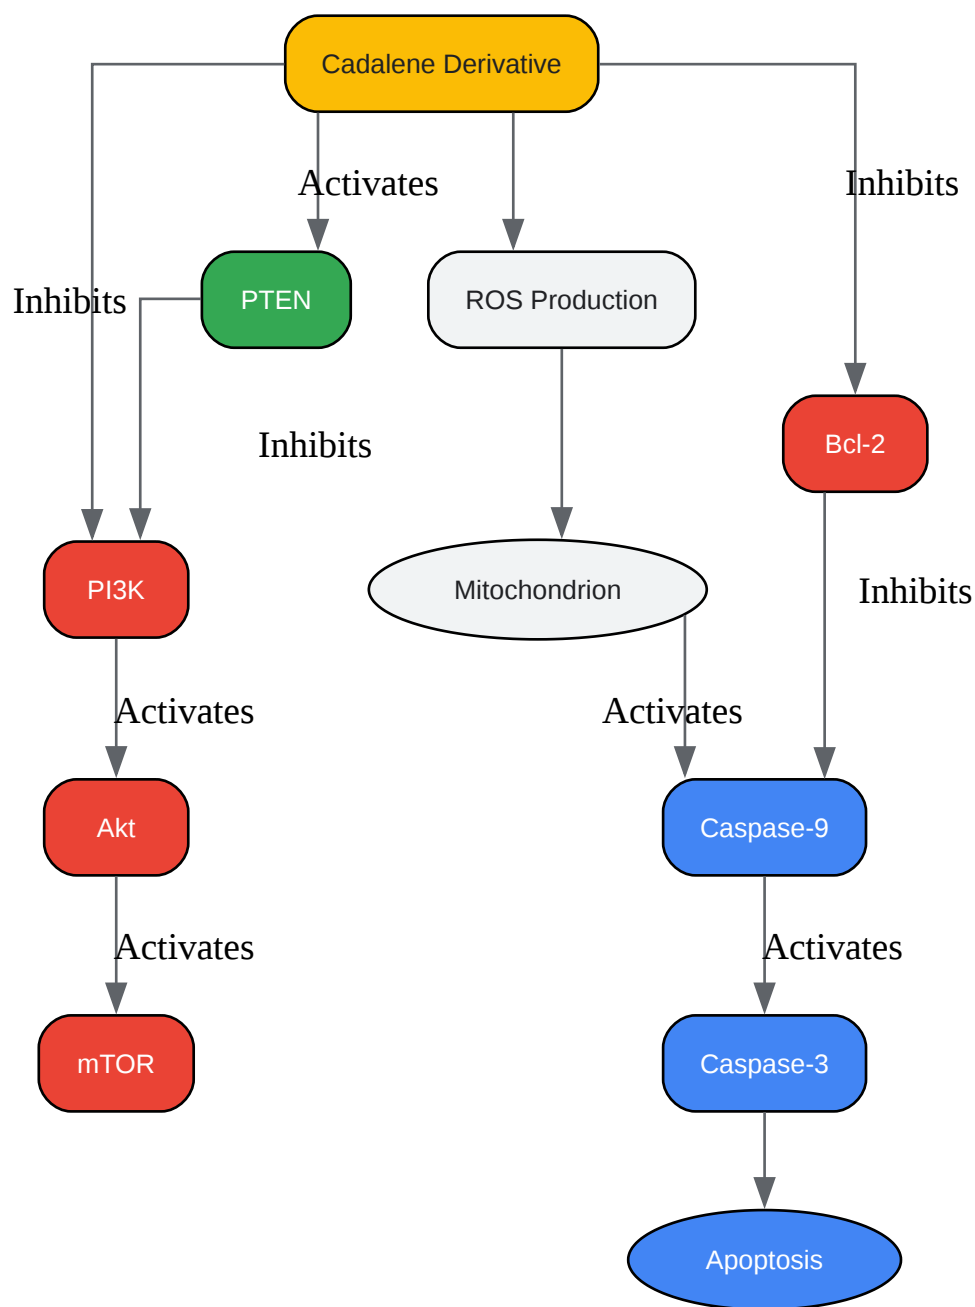 Cadalene Derivative
Activates
Inhibits
PTEN
ROS Production
Inhibits
Inhibits
Bcl-2
PI3K
Mitochondrion
Inhibits
Activates
Activates
Akt
Caspase-9
Activates
Activates
mTOR
Caspase-3
Apoptosis